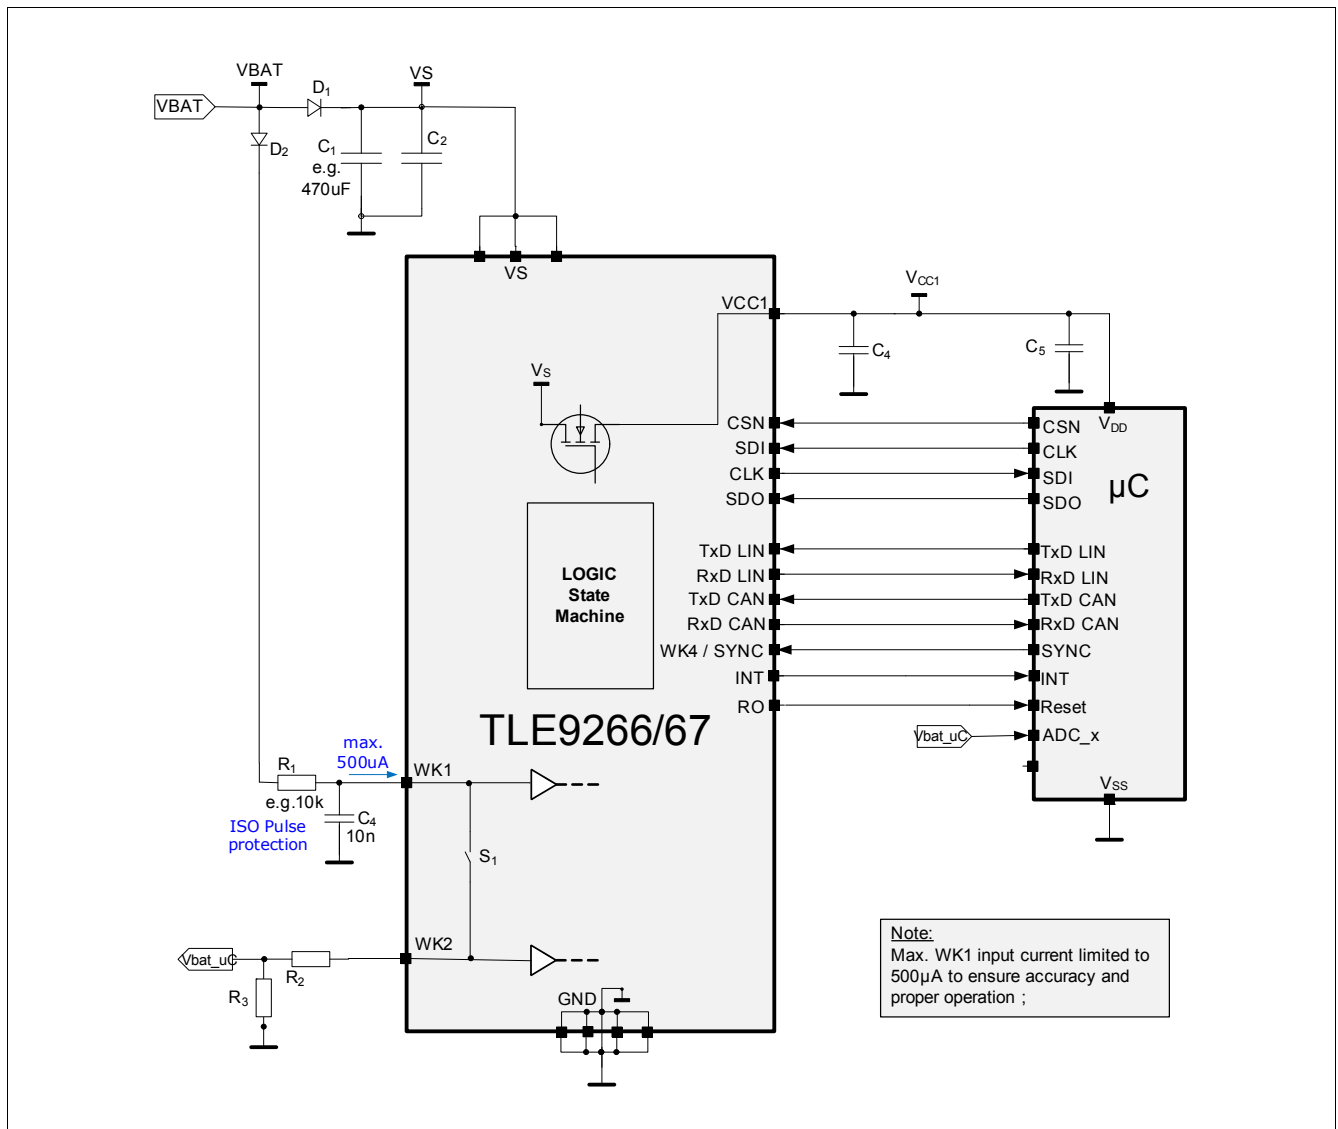 VBAT
VS
VBAT
D1
D2
C1
e.g.
470uF
C2
VS
VCC1
VCC1
C4
C5
VS
CSN
SDI
CLK
SDO
TxD LIN
RxD LIN
TxD CAN
RxD CAN
WK4 / SYNC
INT
RO
VDD
CSN
CLK
SDI
SDO
µC
TxD LIN
RxD LIN
TxD CAN
RxD CAN
SYNC
INT
Reset
ADC_x
Vbat_uC
VSS
LOGIC
State
Machine
TLE9266/67
max.
500uA
WK1
R1
e.g.10k
ISO Pulse
protection
C4
10n
S1
WK2
Vbat_uC
R2
R3
GND
Note:
Max. WK1 input current limited to
500µA to ensure accuracy and
proper operation ;